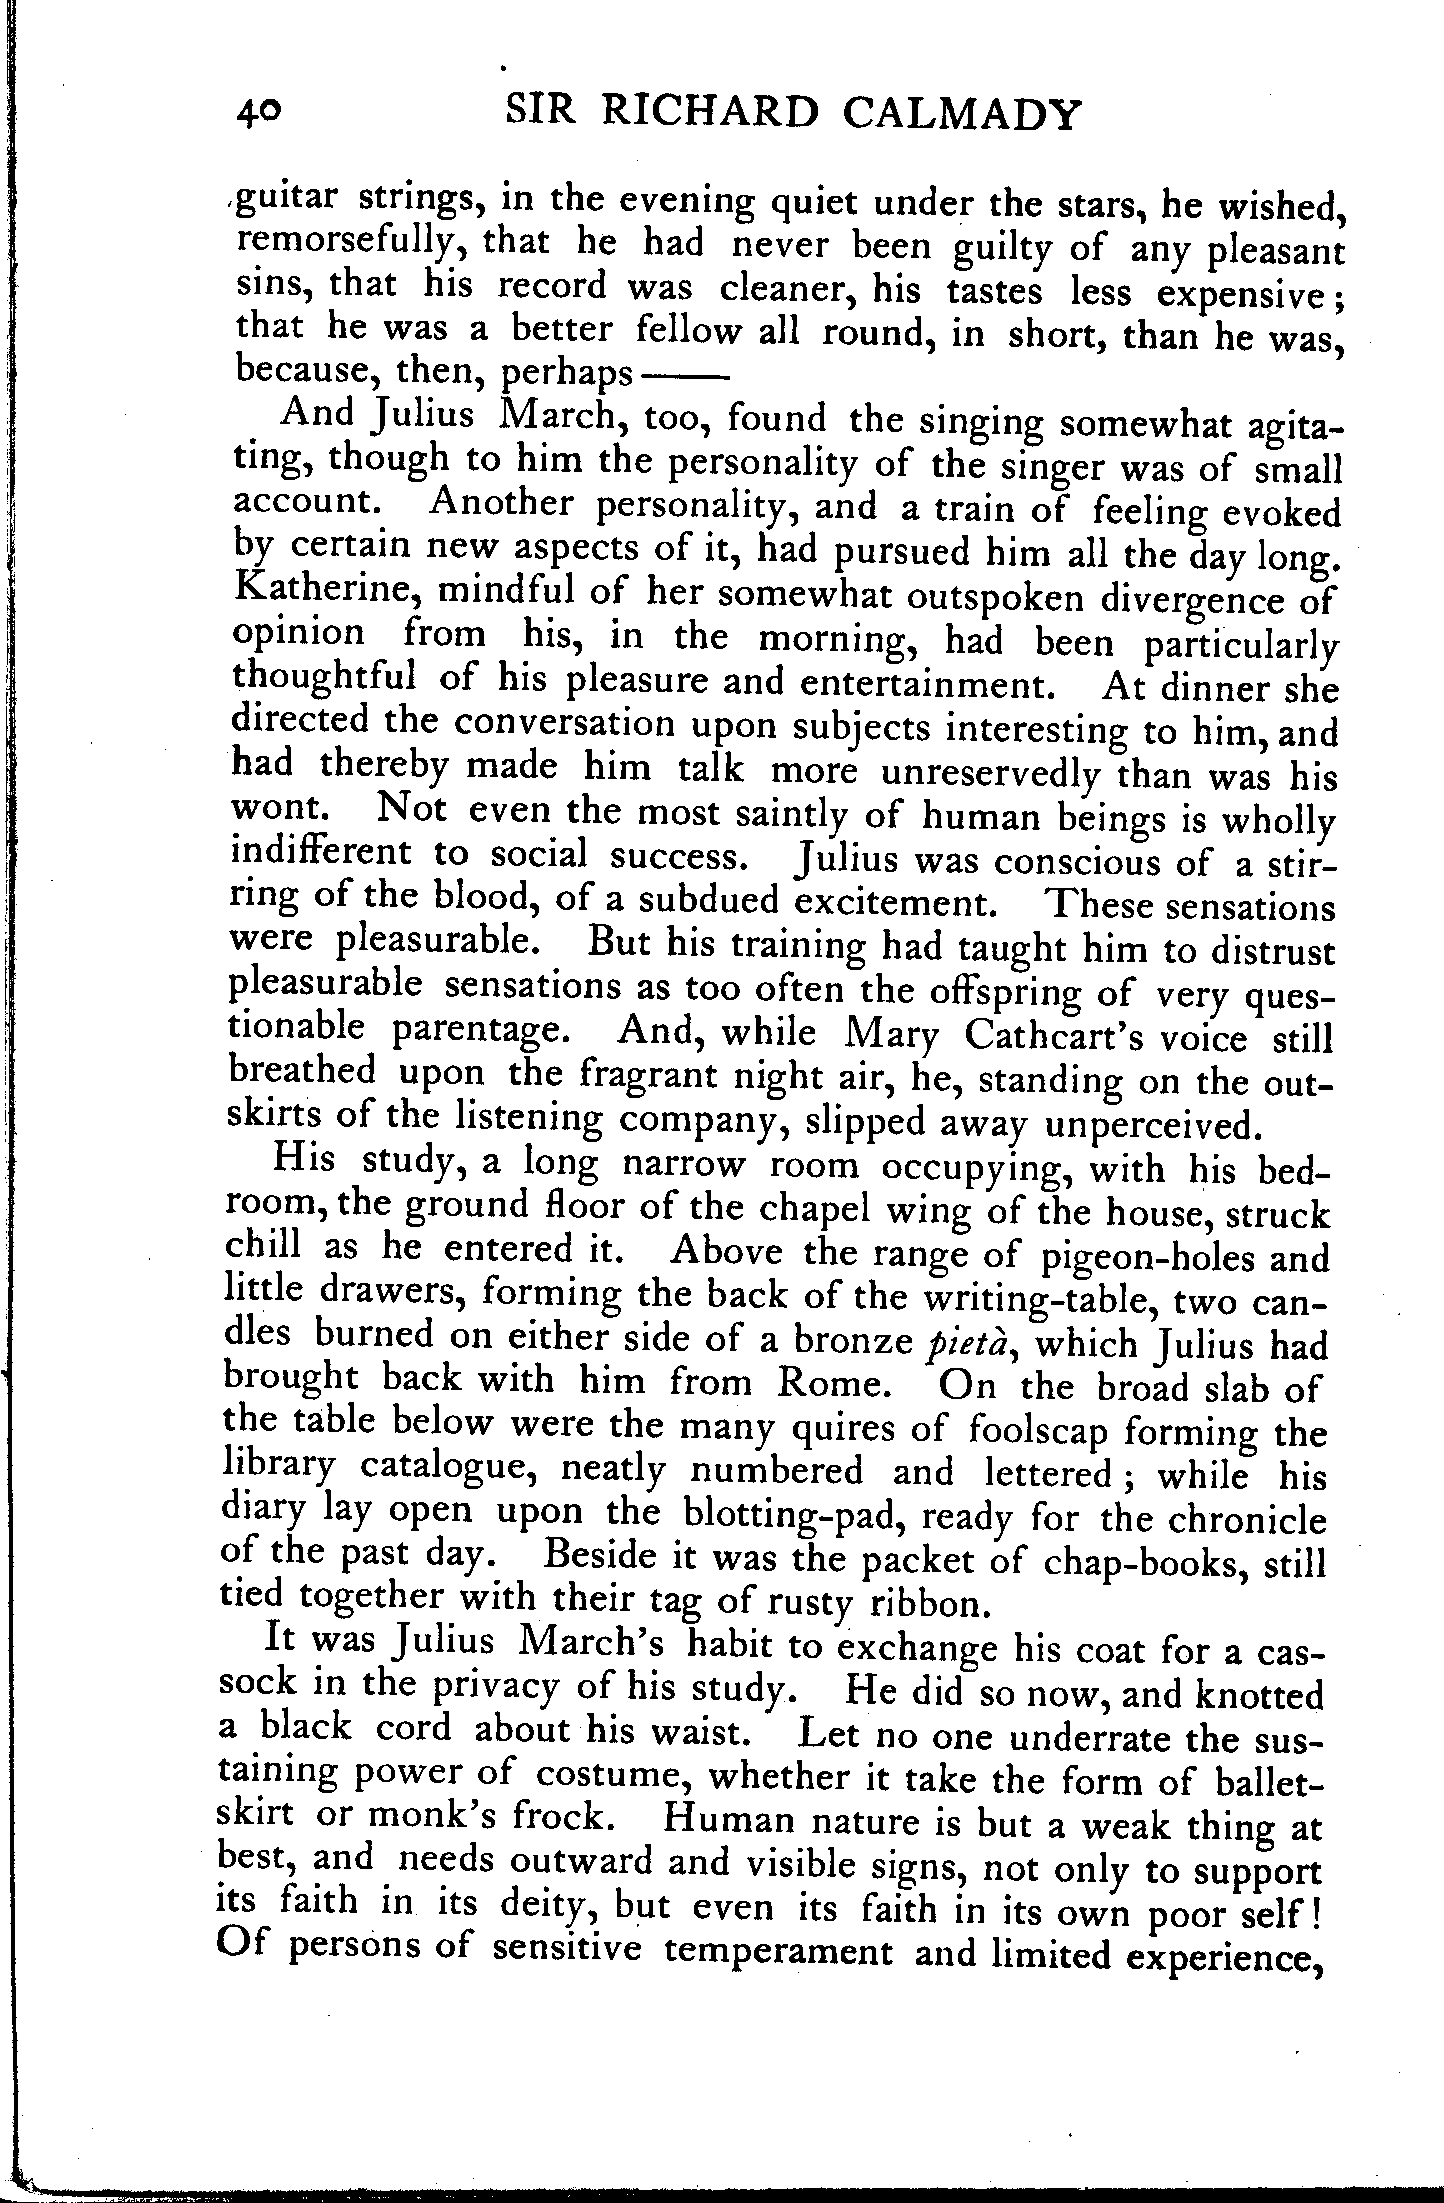 40 SIR RICHARD CALMADY
guitar strings, in the evening quiet under the stars, he wished,
remorsefully, that he had never been guilty of any pleasant
sins, that his record was cleaner, his tastes less expensive;
that he was a better fellow all round, in short, than he was,
because, then, perhaps——
And Julius March, too, found the singing somewhat agita-
ting, though to him the personality of the singer was of small
account. Another personality, and a train of feeling evoked
by certain new aspects of it, had pursued him all the day long.
Katherine, mindful of her somewhat outspoken divergence of
opinion from his, in the morning, had been particularly
thoughtful of his pleasure and entertainment. At dinner she
directed the conversation upon subjects interesting to him, and
had thereby made him talk more unreservedly than was his
wont. Not even the most saintly of human beings is wholly
indifferent to social success. Julius was conscious of a stir-
ring of the blood, of a subdued excitement. These sensations
were pleasurable. But his training had taught him to distrust
pleasurable sensations as too often the offspring of very ques-
tionable parentage. And, while Mary Cathcart's voice still
breathed upon the fragrant night air, he, standing on the out-
skirts of the listening company, slipped away unperceived.
His study, a long narrow room occupying, with his bed-
room, the ground floor of the chapel wing of the house, struck
chill as he entered it. Above the range of pigeon-holes and
little drawers, forming the back of the writing-table, two can-
dles burned on either side of a bronze pietà, which Julius had
brought back with him from Rome. On the broad slab of
the table below were the many quires of foolscap forming the
library catalogue, neatly numbered and lettered; while his
diary lay open upon the blotting-pad, ready for the chronicle
of the past day. Beside it was the packet of chap-books, still
tied together with their tag of rusty ribbon.
It was Julius March's habit to exchange his coat for a cas-
sock in the privacy of his study. He did so now, and knotted
a black cord about his waist. Let no one underrate the sus-
taining power of costume, whether it take the form of ballet-
skirt or monk's frock. Human nature is but a weak thing at
best, and needs outward and visible signs, not only to support
its faith in its deity, but even its faith in its own poor self!
Of persons of sensitive temperament and limited experience,